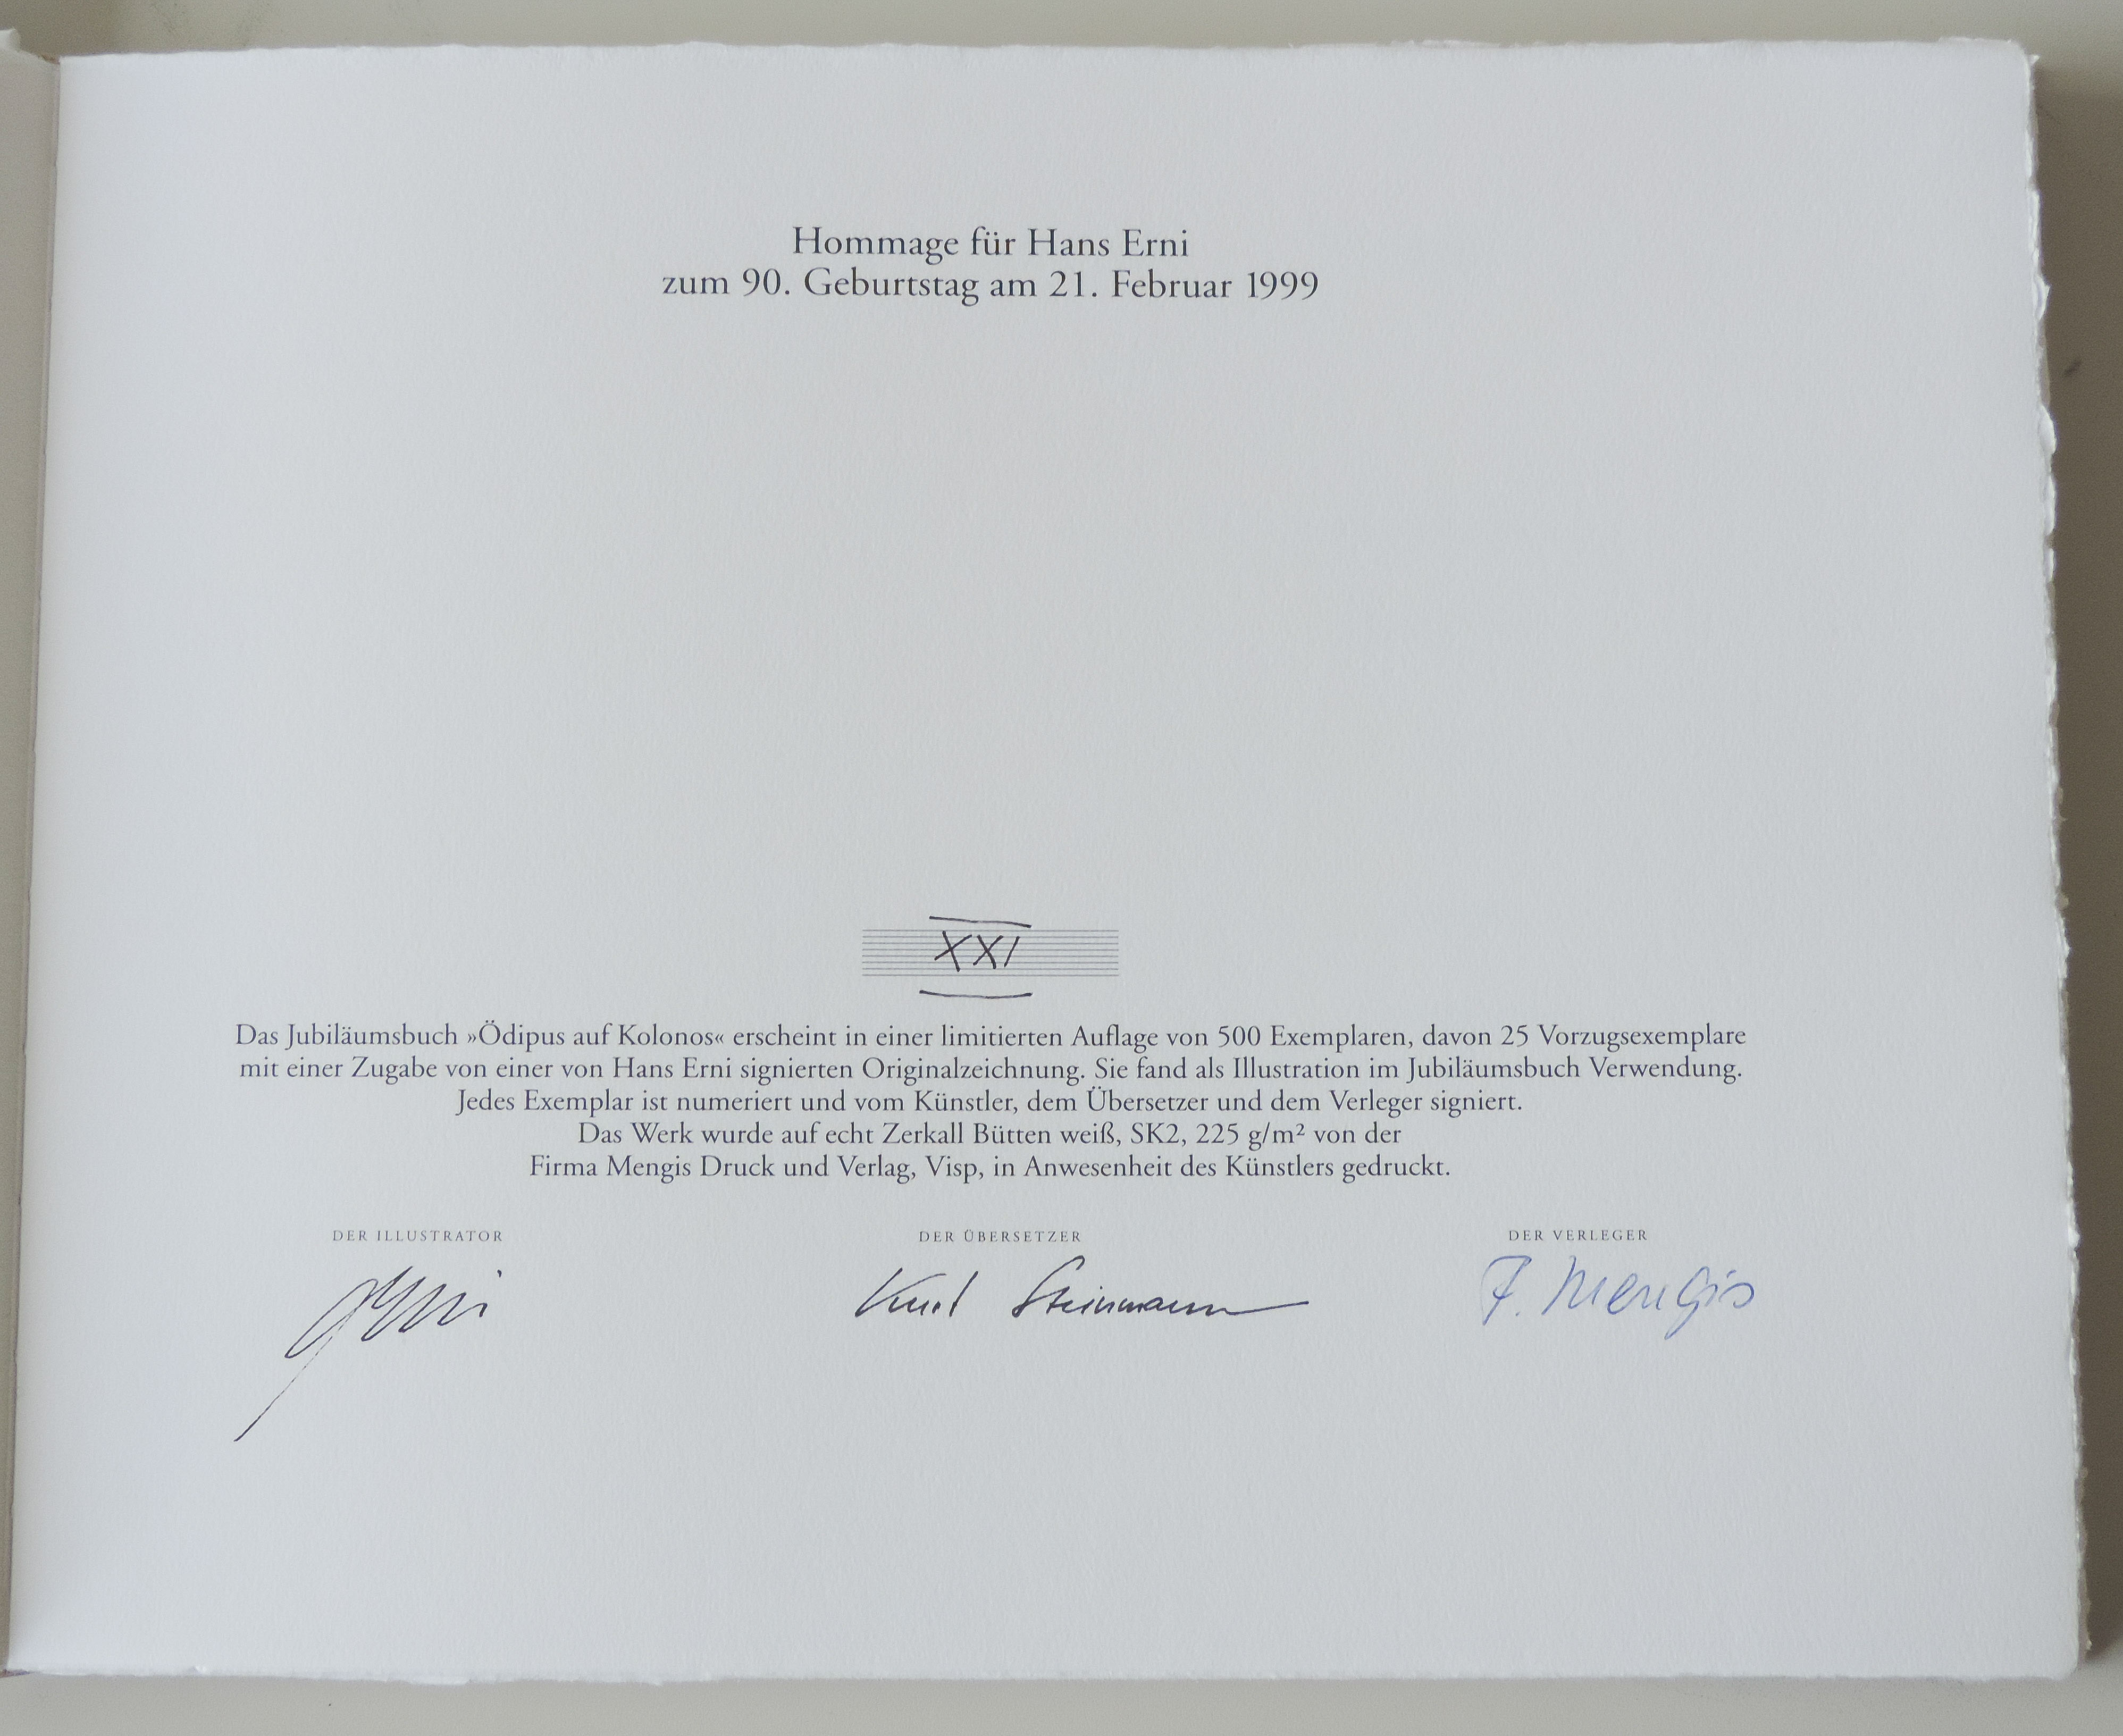 Hommage für Hans Erni
zum 90. Geburtstag am 21. Februar 1999
XXI
Das Jubiläumsbuch »Ödipus auf Kolonos« erscheint in einer limitierten Auflage von 500 Exemplaren, davon 25 Vorzugsexemplare
mit einer Zugabe von einer von Hans Erni signierten Originalzeichnung. Sie fand als Illustration im Jubiläumsbuch Verwendung.
Jedes Exemplar ist numeriert und vom Künstler, dem Übersetzer und dem Verleger signiert.
Das Werk wurde auf echt Zerkall Bütten weiß, SK2, 225 g/m² von der
Firma Mengis Druck und Verlag, Visp, in Anwesenheit des Künstlers gedruckt.
DER ILLUSTRATOR DER ÜBERSETZER DER VERLEGER
Erni Kurt Steinmann F. Mengis